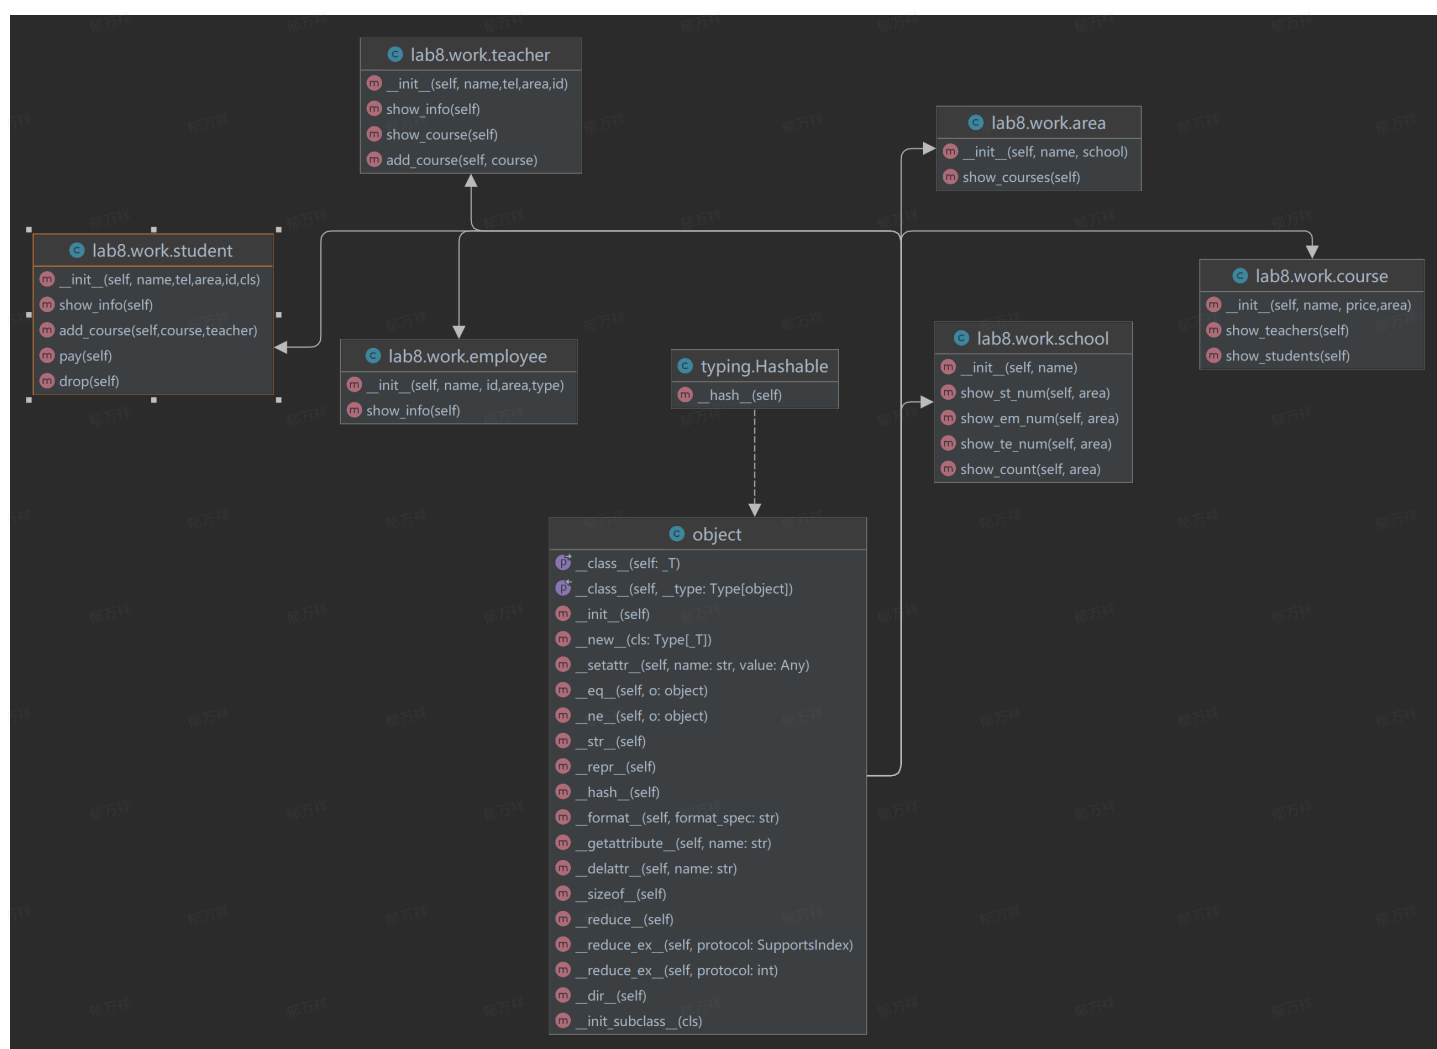 lab8.work.teacher
__init__(self, name,tel,area,id)
show_info(self)
show_course(self)
add_course(self, course)
lab8.work.area
__init__(self, name, school)
show_courses(self)
lab8.work.student
__init__(self, name,tel,area,id,cls)
show_info(self)
add_course(self,course,teacher)
pay(self)
drop(self)
lab8.work.employee
__init__(self, name, id,area,type)
show_info(self)
typing.Hashable
__hash__(self)
lab8.work.school
__init__(self, name)
show_st_num(self, area)
show_em_num(self, area)
show_te_num(self, area)
show_count(self, area)
lab8.work.course
__init__(self, name, price,area)
show_teachers(self)
show_students(self)
object
__class__(self: _T)
__class__(self, __type: Type[object])
__init__(self)
__new__(cls: Type[_T])
__setattr__(self, name: str, value: Any)
__eq__(self, o: object)
__ne__(self, o: object)
__str__(self)
__repr__(self)
__hash__(self)
__format__(self, format_spec: str)
__getattribute__(self, name: str)
__delattr__(self, name: str)
__sizeof__(self)
__reduce__(self)
__reduce_ex__(self, protocol: SupportsIndex)
__reduce_ex__(self, protocol: int)
__dir__(self)
__init_subclass__(cls)